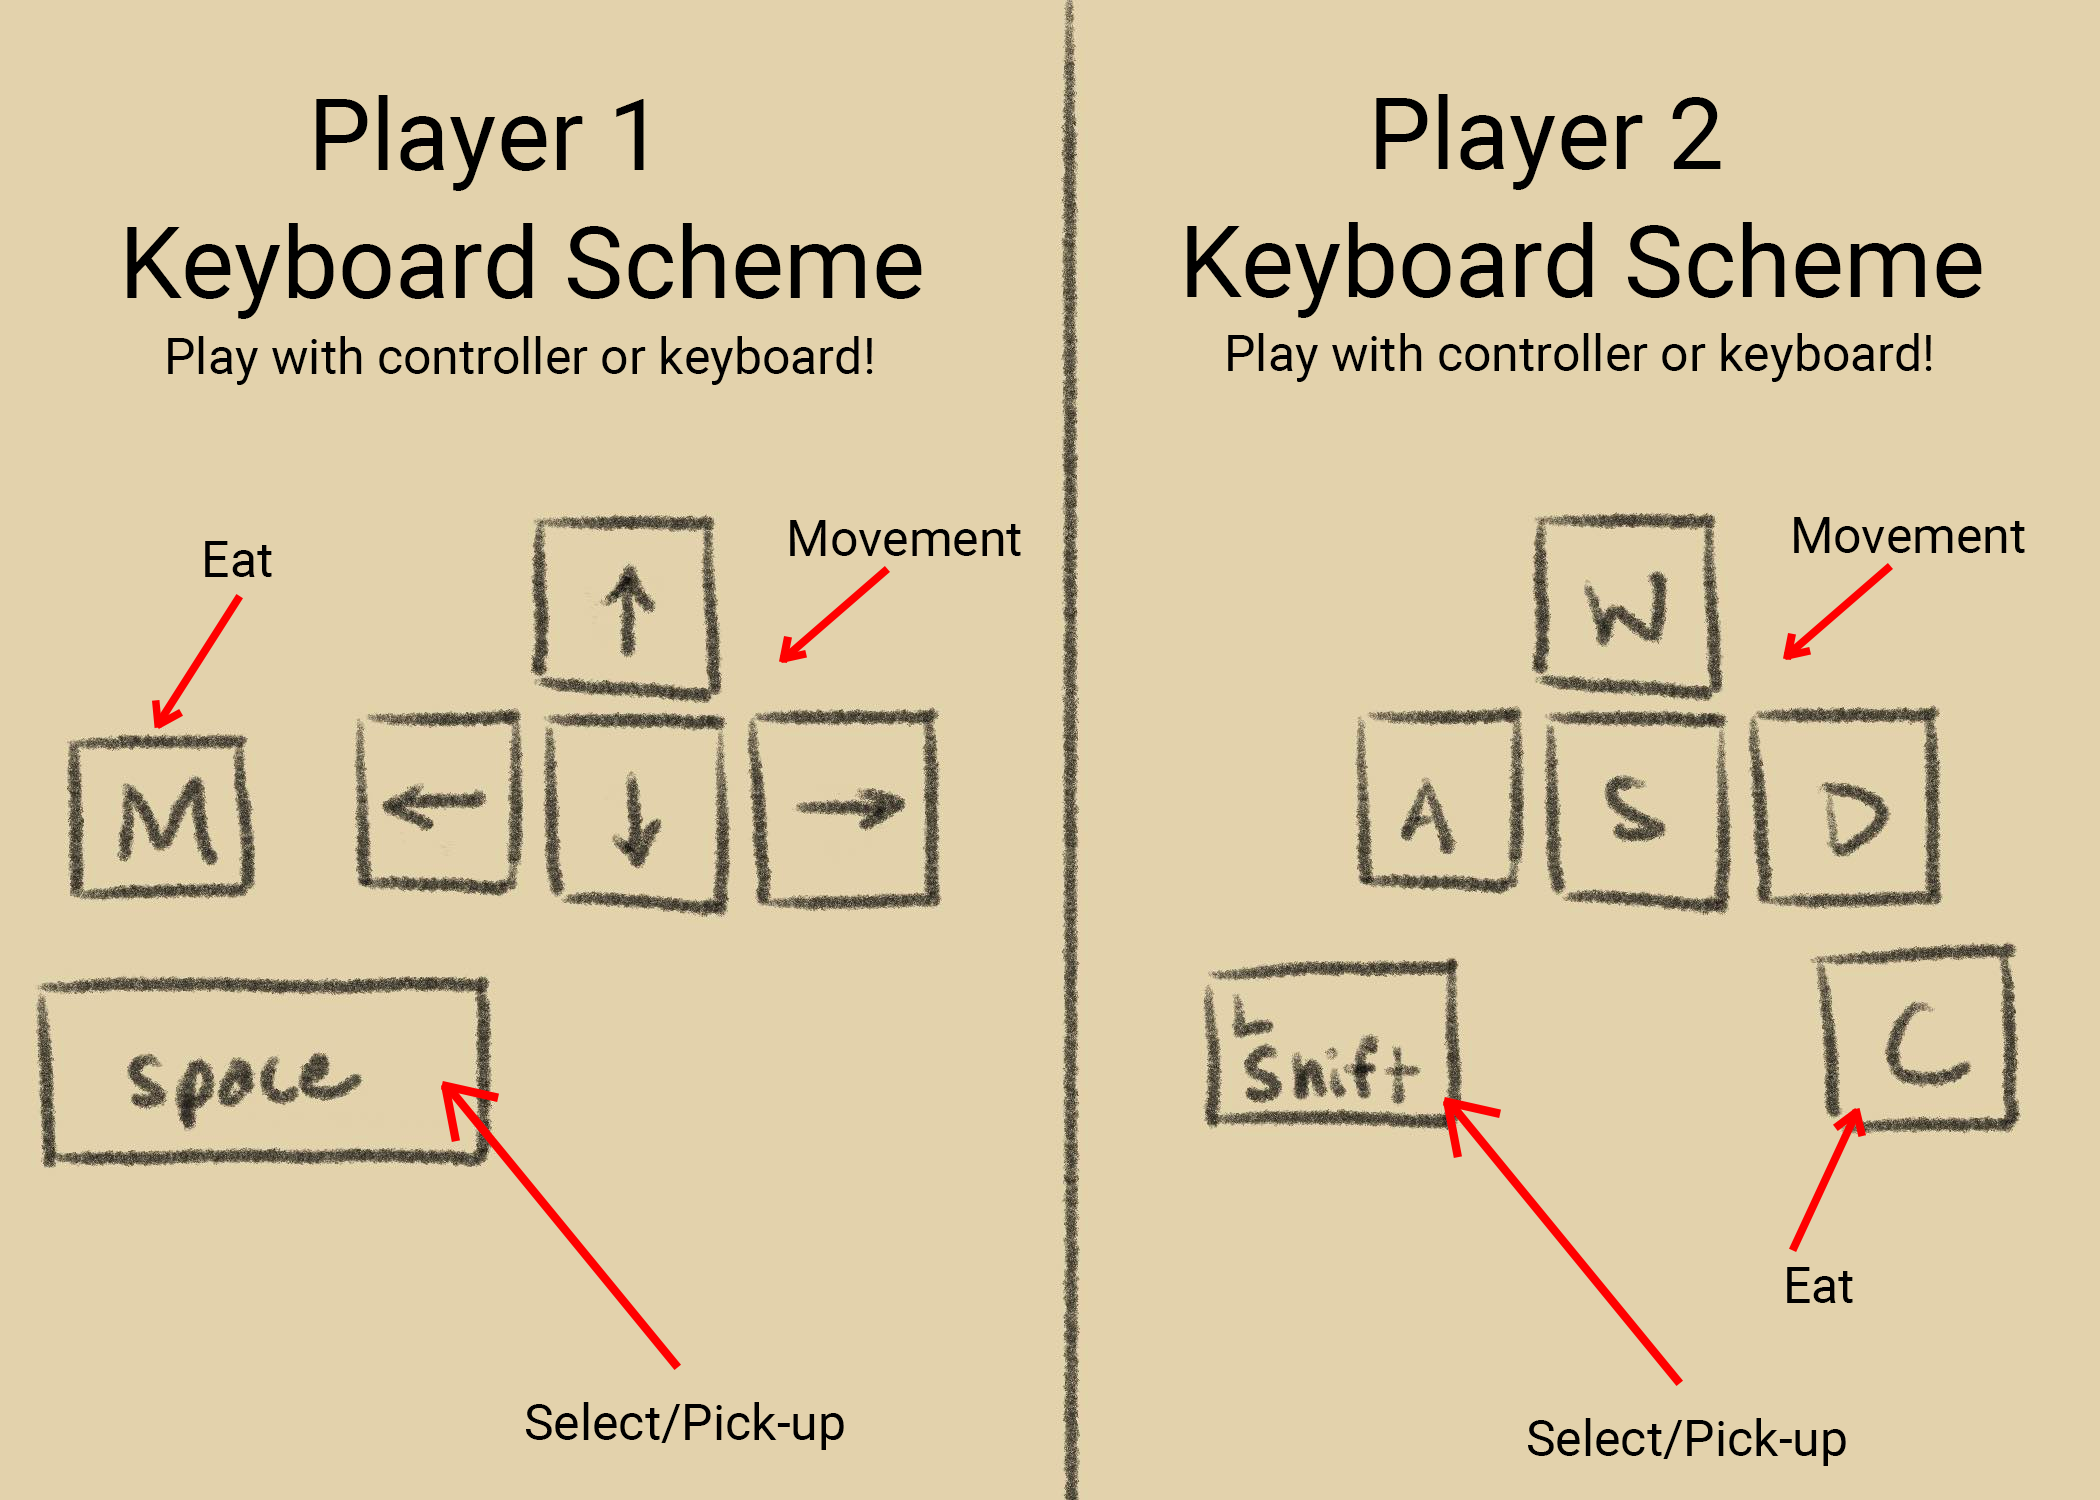 Player 1
Keyboard Scheme
Play with controller or keyboard!
Eat
Movement
↑
M
← ↓ →
space
Select/Pick-up
Player 2
Keyboard Scheme
Play with controller or keyboard!
Movement
W
A S D
L
Shift
C
Eat
Select/Pick-up